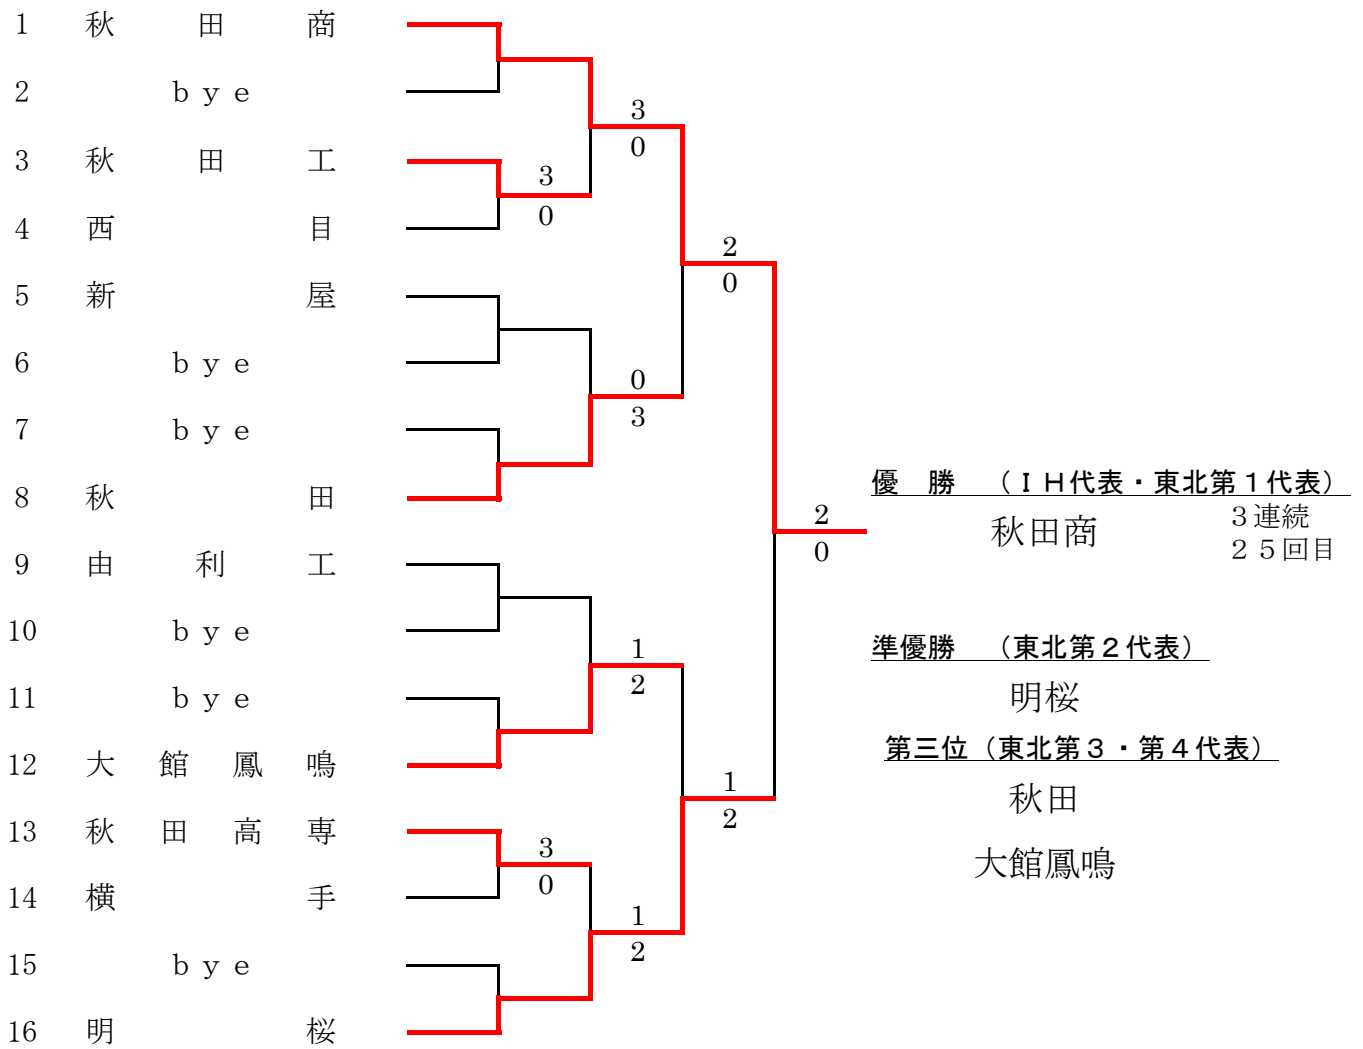 1 秋田商
2 ｂｙｅ
3 秋田工
4 西目
5 新屋
6 ｂｙｅ
7 ｂｙｅ
8 秋田
9 由利工
10 ｂｙｅ
11 ｂｙｅ
12 大館鳳鳴
13 秋田高専
14 横手
15 ｂｙｅ
16 明桜
3
0
3
0
3
0
0
3
1
2
1
2
2
0
1
2
2
0
優　勝　（ＩＨ代表・東北第１代表）
秋田商
３連続
２５回目
準優勝　（東北第２代表）
明桜
第三位（東北第３・第４代表）
秋田
大館鳳鳴